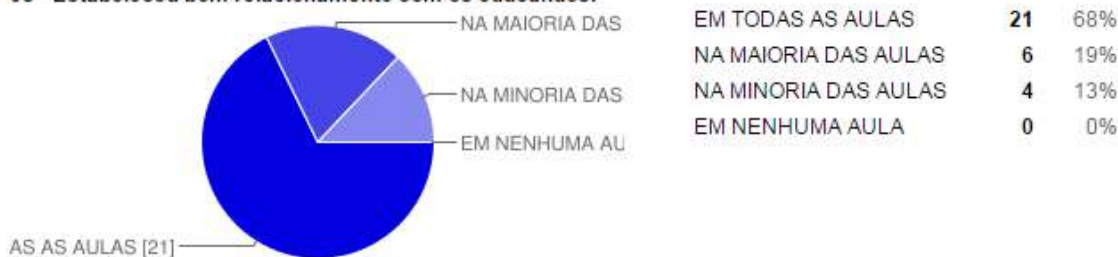 NA MAIORIA DAS
NA MINORIA DAS
EM NENHUMA AU
AS AS AULAS [21]
EM TODAS AS AULAS 21 68%
NA MAIORIA DAS AULAS 6 19%
NA MINORIA DAS AULAS 4 13%
EM NENHUMA AULA 0 0%